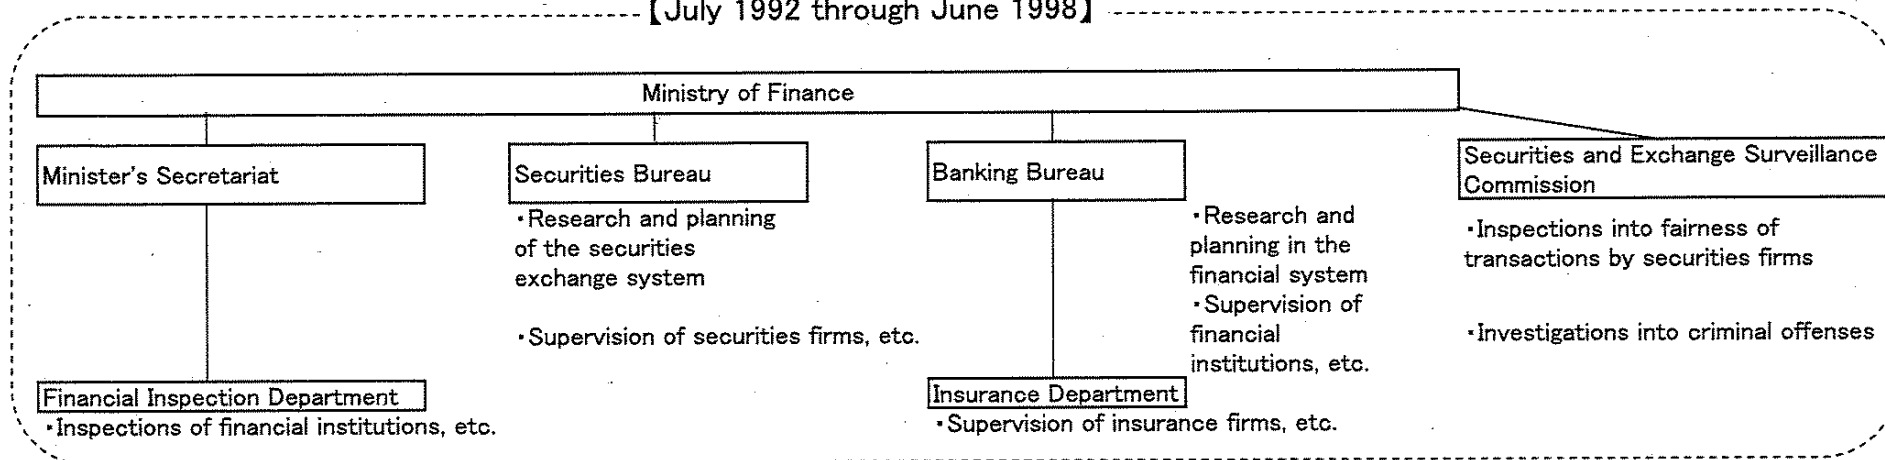 【July 1992 through June 1998】
Ministry of Finance
Minister's Secretariat
Securities Bureau
・Research and planning
of the securities
exchange system
・Supervision of securities firms, etc.
Banking Bureau
・Research and
planning in the
financial system
・Supervision of
financial
institutions, etc.
Securities and Exchange Surveillance
Commission
・Inspections into fairness of
transactions by securities firms
・Investigations into criminal offenses
Financial Inspection Department
・Inspections of financial institutions, etc.
Insurance Department
・Supervision of insurance firms, etc.